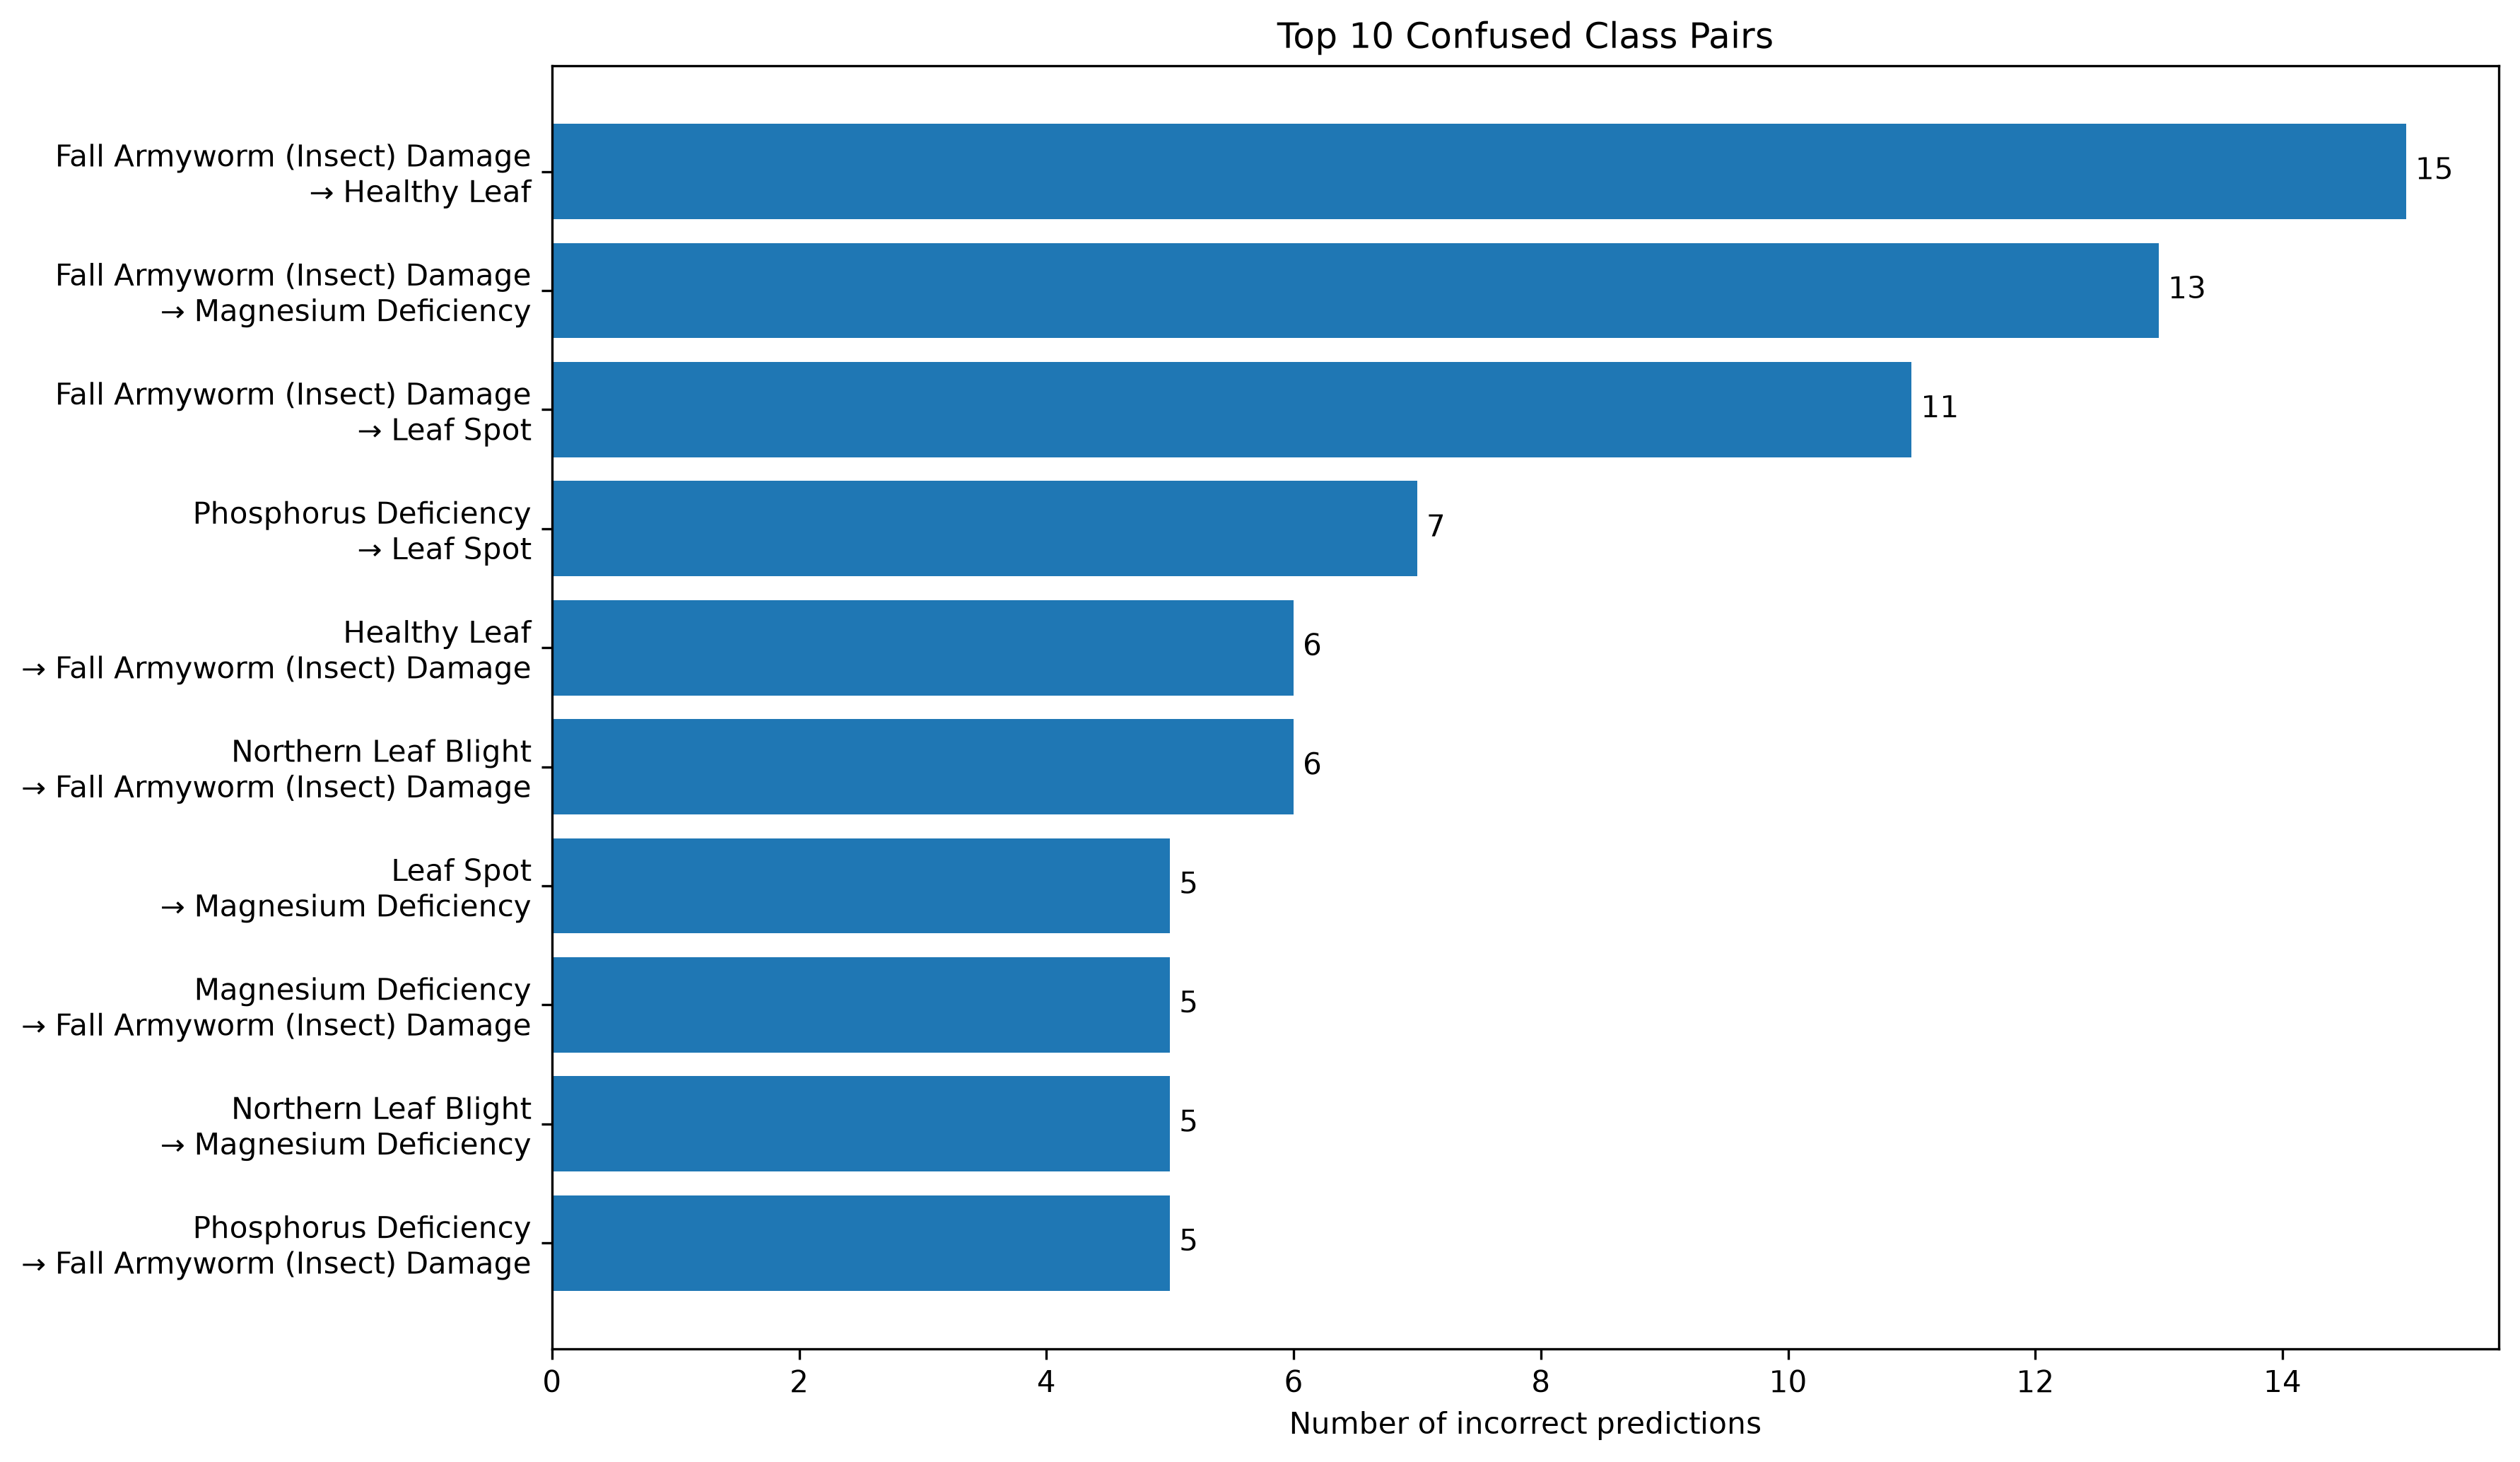 Top 10 Confused Class Pairs
Fall Armyworm (Insect) Damage
→ Healthy Leaf
15
Fall Armyworm (Insect) Damage
→ Magnesium Deficiency
13
Fall Armyworm (Insect) Damage
→ Leaf Spot
11
Phosphorus Deficiency
→ Leaf Spot
7
Healthy Leaf
→ Fall Armyworm (Insect) Damage
6
Northern Leaf Blight
→ Fall Armyworm (Insect) Damage
6
Leaf Spot
→ Magnesium Deficiency
5
Magnesium Deficiency
→ Fall Armyworm (Insect) Damage
5
Northern Leaf Blight
→ Magnesium Deficiency
5
Phosphorus Deficiency
→ Fall Armyworm (Insect) Damage
5
0 2 4 6 8 10 12 14
Number of incorrect predictions